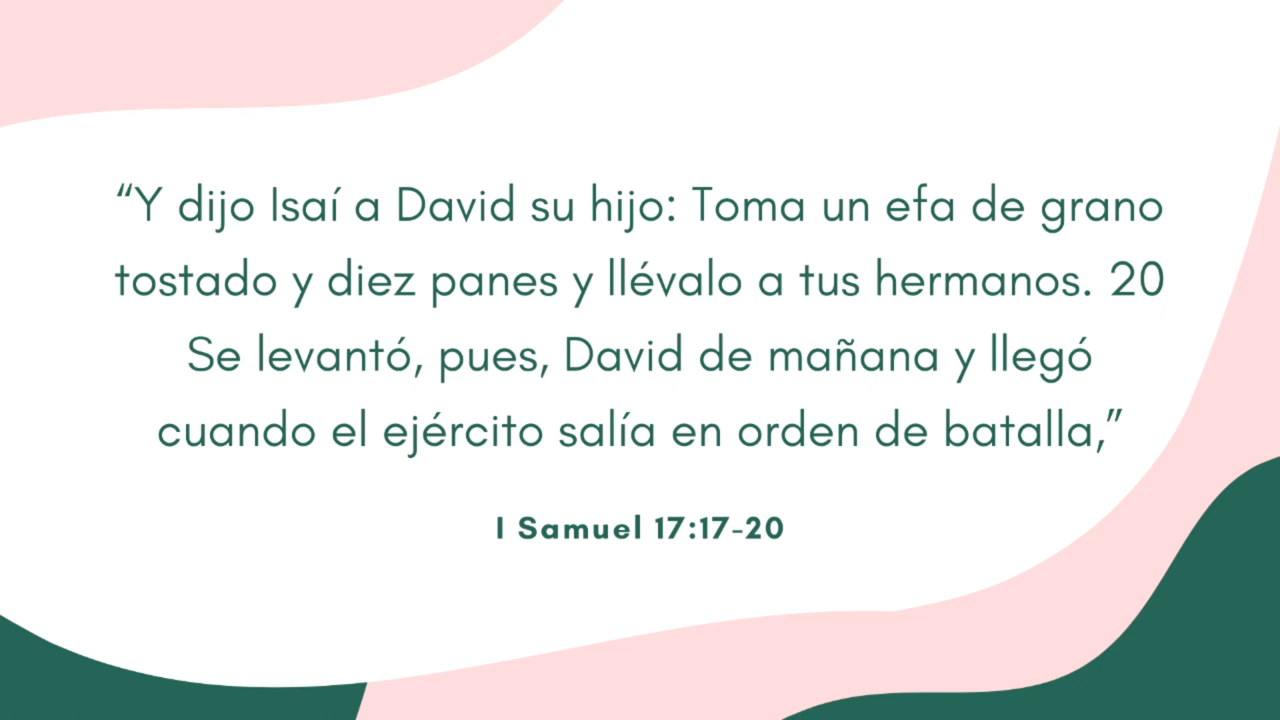 “Y dijo Isaí a David su hijo: Toma un efa de grano
tostado y diez panes y llévalo a tus hermanos. 20
Se levantó, pues, David de mañana y llegó
cuando el ejército salía en orden de batalla,”
I Samuel 17:17-20